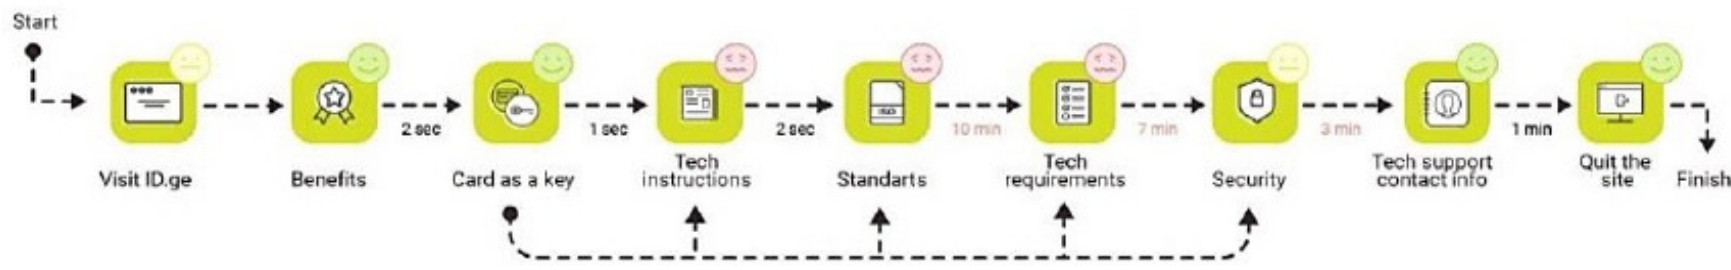 Start
2 sec
1 sec
2 sec
10 min
7 min
3 min
1 min
Visit ID.ge
Benefits
Card as a key
Tech
instructions
Standarts
Tech
requirements
Security
Tech support
contact info
Quit the
site
Finish